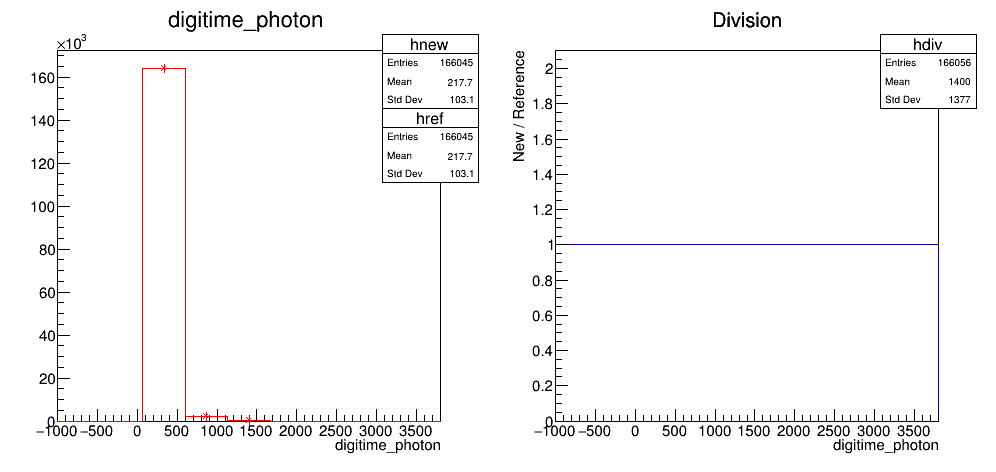 digitime_photon
×10³
160
140
120
100
80
60
40
20
0
−1000 −500 0 500 1000 1500 2000 2500 3000 3500
digitime_photon
hnew
Entries 166045
Mean 217.7
Std Dev 103.1
href
Entries 166045
Mean 217.7
Std Dev 103.1
Division
New / Reference
2
1.8
1.6
1.4
1.2
1
0.8
0.6
0.4
0.2
0
−1000 −500 0 500 1000 1500 2000 2500 3000 3500
digitime_photon
hdiv
Entries 166056
Mean 1400
Std Dev 1377